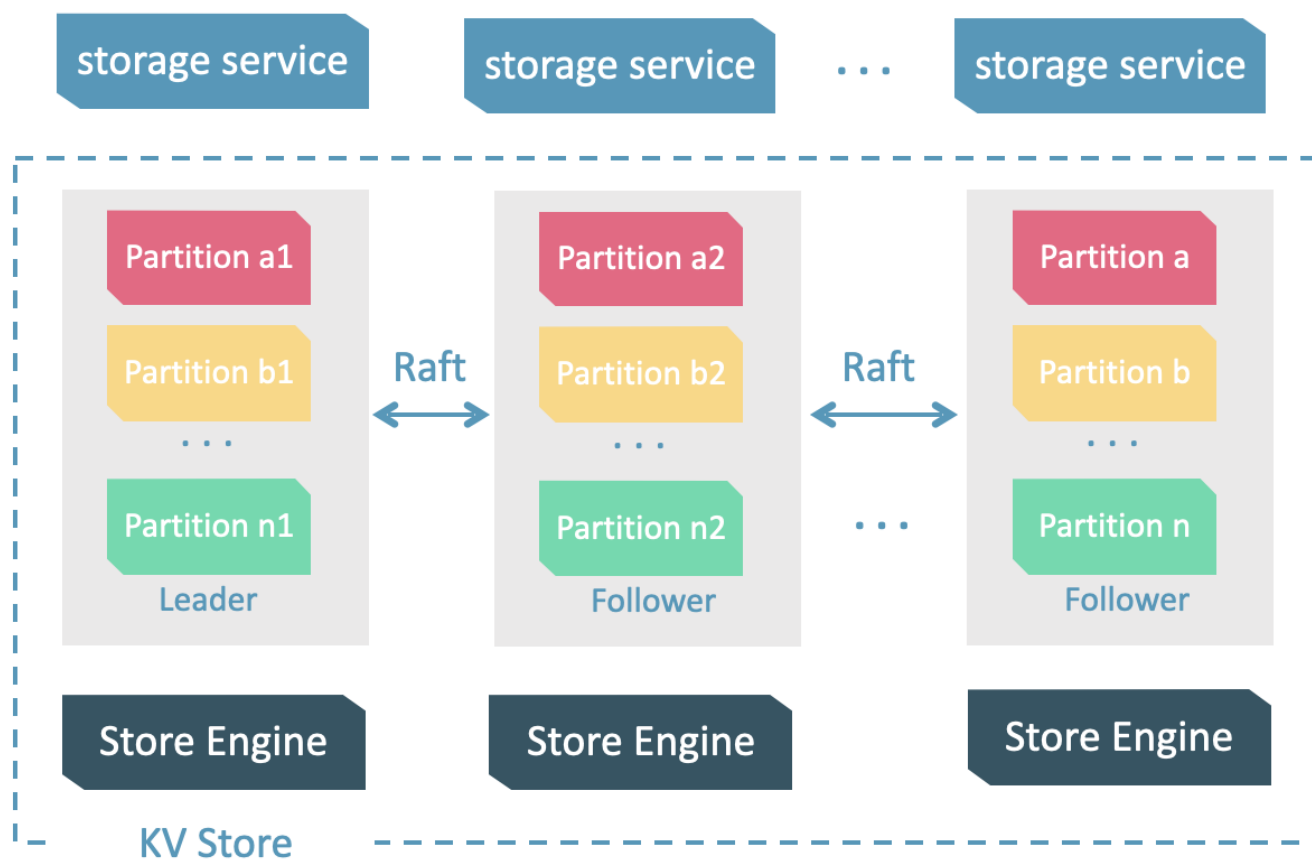 storage service
storage service
. . .
storage service
Partition a1
Partition b1
. . .
Partition n1
Leader
Raft
Partition a2
Partition b2
. . .
Partition n2
Follower
Raft
. . .
Partition a
Partition b
. . .
Partition n
Follower
Store Engine
Store Engine
Store Engine
KV Store